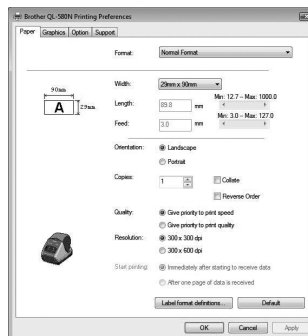 Brother QL-580N Printing Preferences
Paper Graphics Option Support
Format: Normal Format
Width: 29mm x 90mm
90mm
A 29mm
Min: 12.7 – Max: 1000.0
Length: 89.8 mm
Min: 3.0 – Max: 127.0
Feed: 3.0 mm
Orientation: Landscape
Portrait
Copies: 1 Collate
Reverse Order
Quality: Give priority to print speed
Give priority to print quality
Resolution: 300 x 300 dpi
300 x 600 dpi
Start printing: Immediately after starting to receive data
After one page of data is received
Label format definitions... Default
OK Cancel Apply